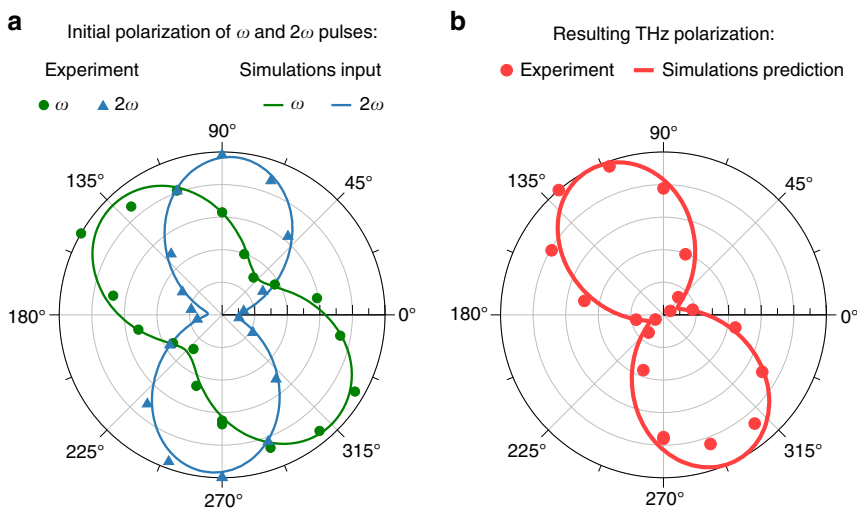 a
Initial polarization of ω and 2ω pulses:
Experiment
Simulations input
ω
2ω
ω
2ω
90°
135°
45°
180°
0°
225°
315°
270°
b
Resulting THz polarization:
Experiment
Simulations prediction
90°
135°
45°
180°
0°
225°
315°
270°